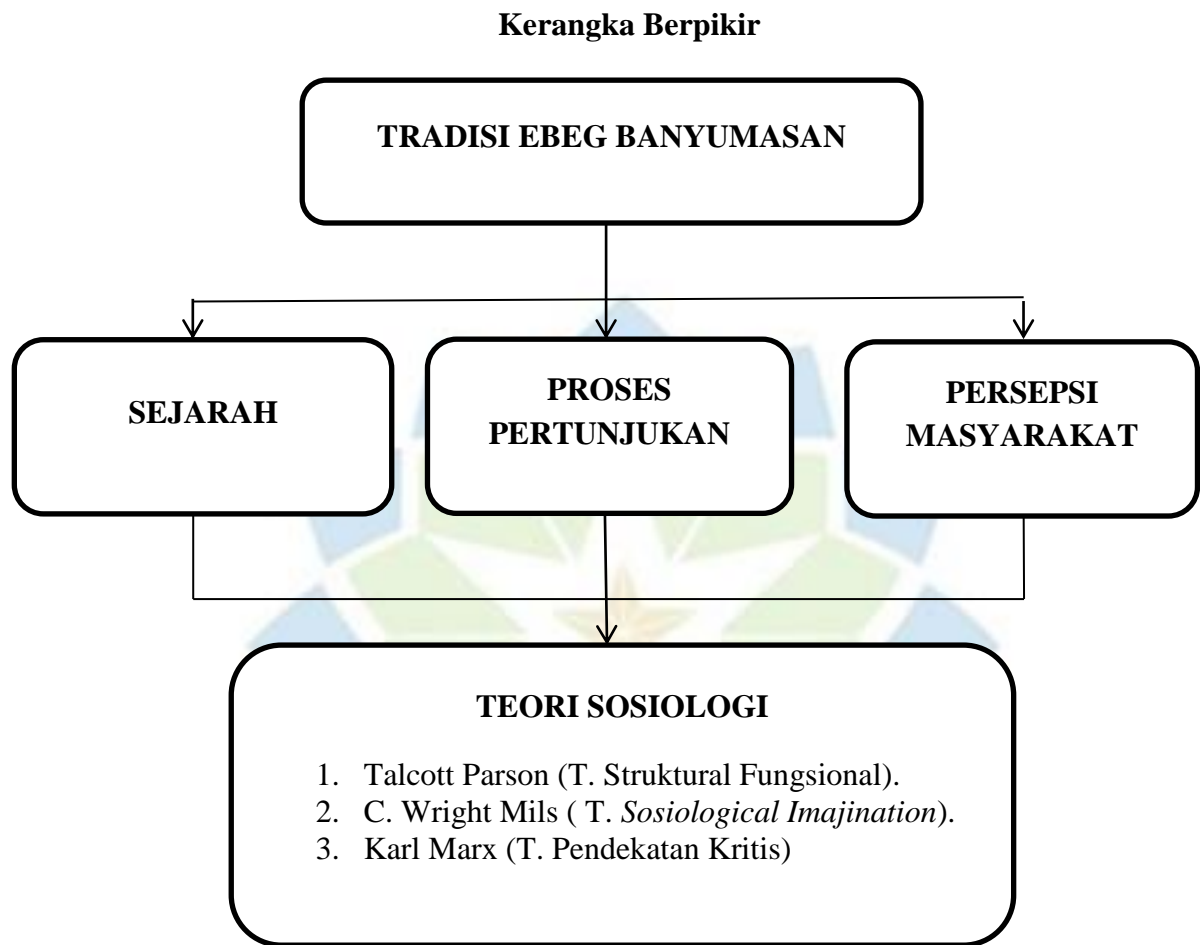 Kerangka Berpikir
TRADISI EBEG BANYUMASAN
SEJARAH
PROSES
PERTUNJUKAN
PERSEPSI
MASYARAKAT
TEORI SOSIOLOGI
1. Talcott Parson (T. Struktural Fungsional).
2. C. Wright Mils ( T. Sosiological Imajination).
3. Karl Marx (T. Pendekatan Kritis)